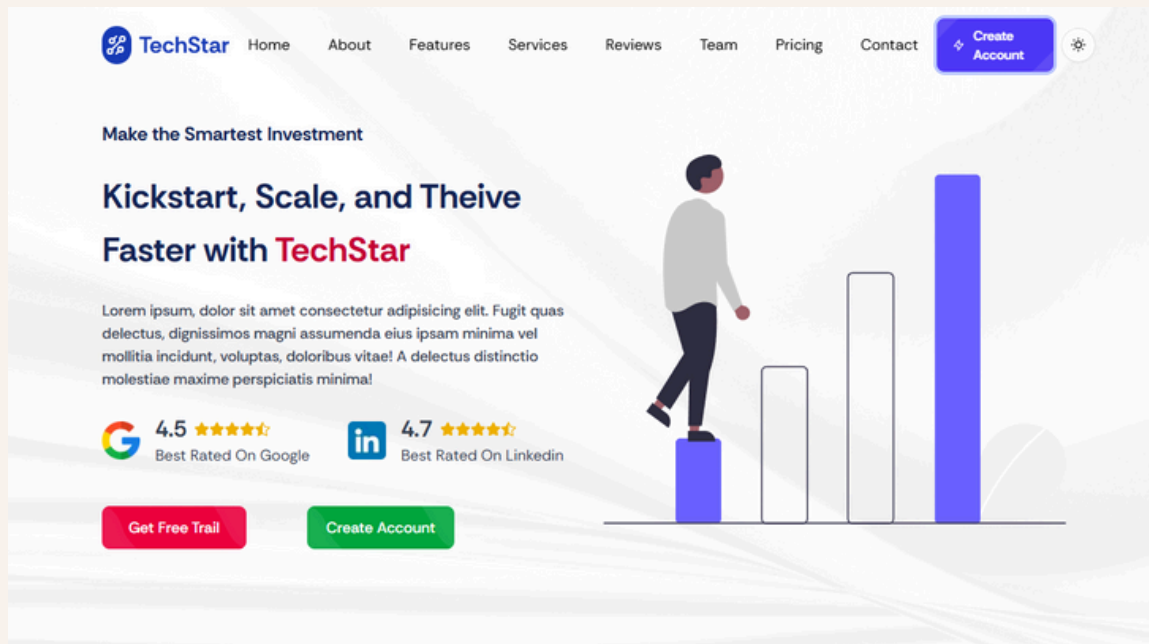 TechStar
Home
About
Features
Services
Reviews
Team
Pricing
Contact
Create
Account
Make the Smartest Investment
Kickstart, Scale, and Theive
Faster with TechStar
Lorem ipsum, dolor sit amet consectetur adipisicing elit. Fugit quas
delectus, dignissimos magni assumenda eius ipsam minima vel
mollitia incidunt, voluptas, doloribus vitae! A delectus distinctio
molestiae maxime perspiciatis minima!
4.5
Best Rated On Google
in
4.7
Best Rated On Linkedin
Get Free Trail
Create Account